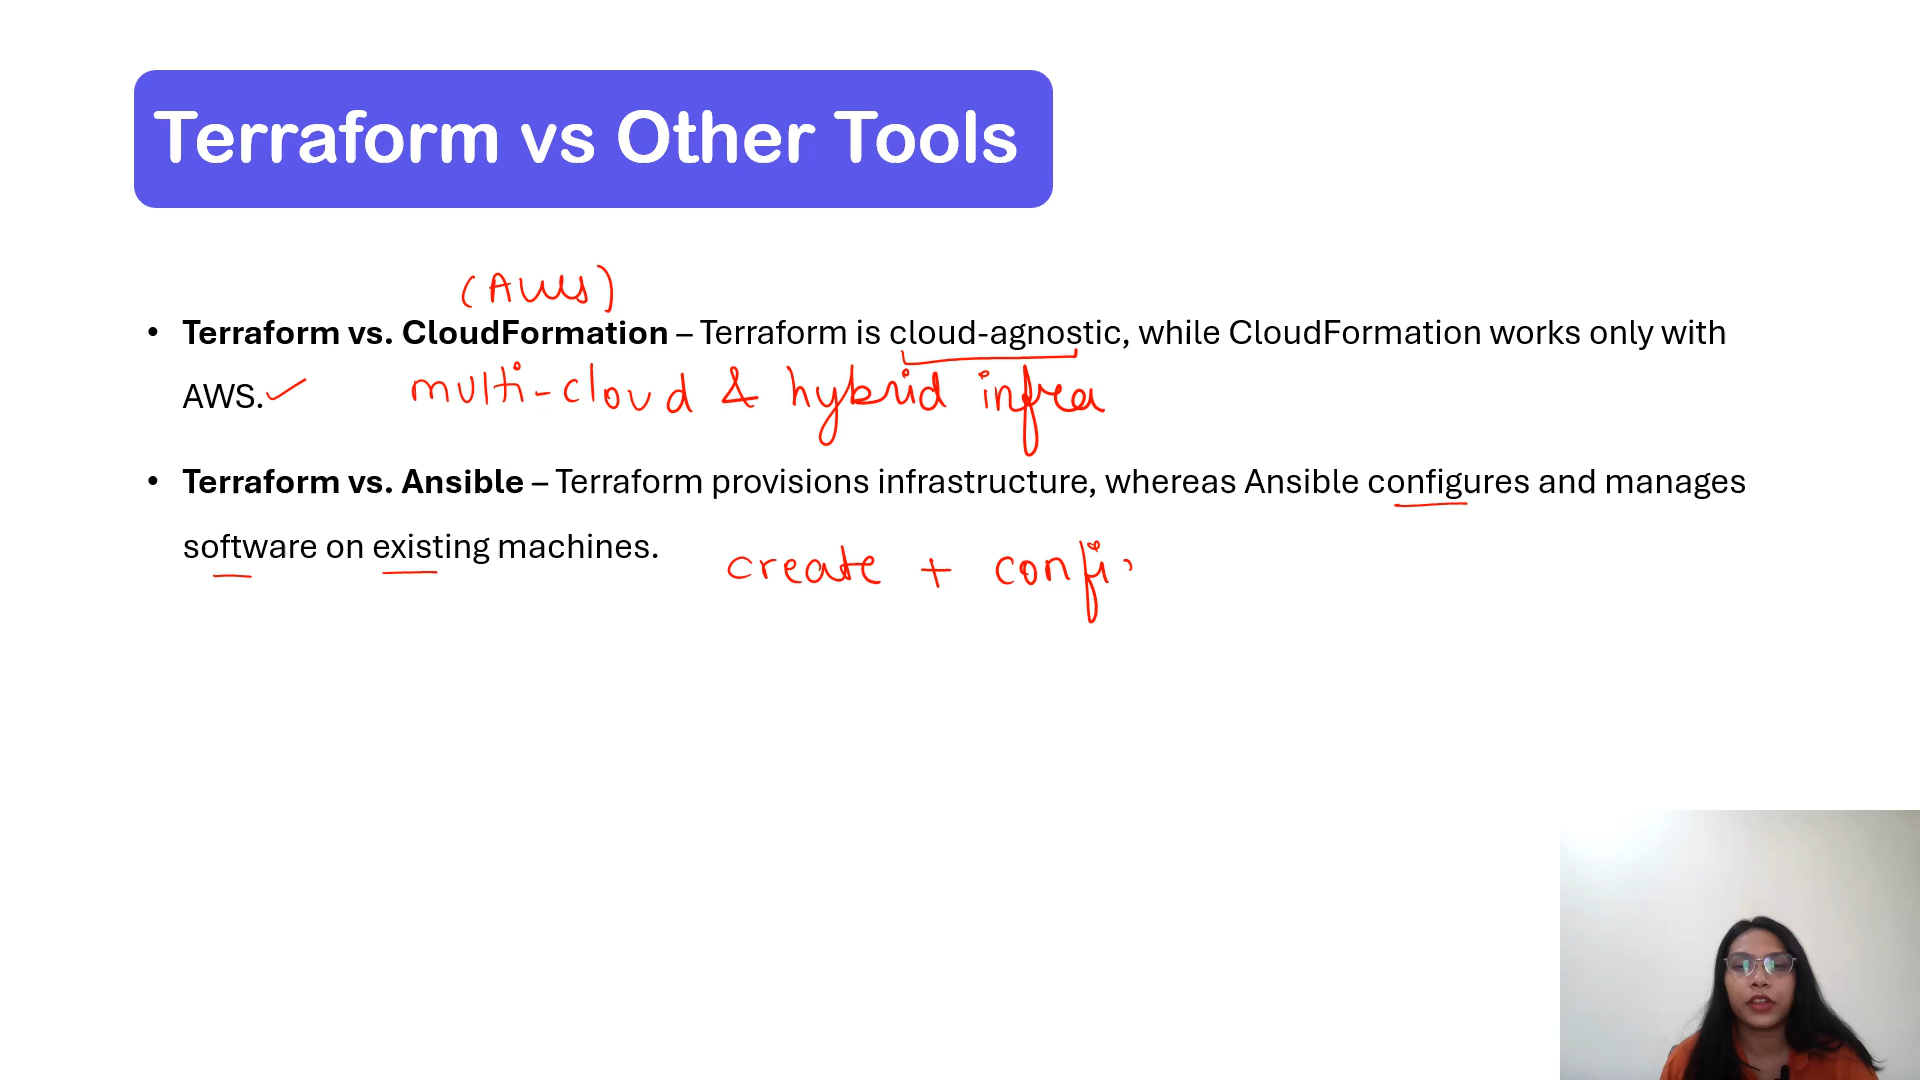 Terraform vs Other Tools
(AWS)
• Terraform vs. CloudFormation – Terraform is cloud-agnostic, while CloudFormation works only with
AWS.✓ multi-cloud & hybrid infra
• Terraform vs. Ansible – Terraform provisions infrastructure, whereas Ansible configures and manages
software on existing machines.
create + confi